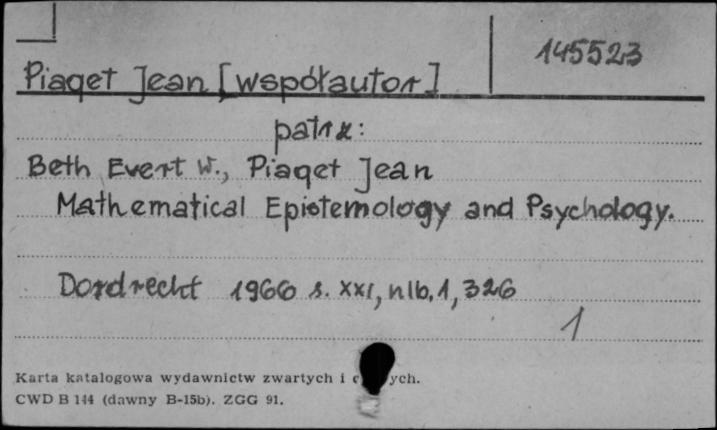 145523
Piaget Jean [współautor]
patrz:
Beth Evert W., Piaget Jean
Mathematical Epistemology and Psychology.
Dordrecht 1966 s. XXI, nlb. 1, 326
1
Karta katalogowa wydawnictw zwartych i
CWD B 144 (dawny B-15b). ZGG 91.